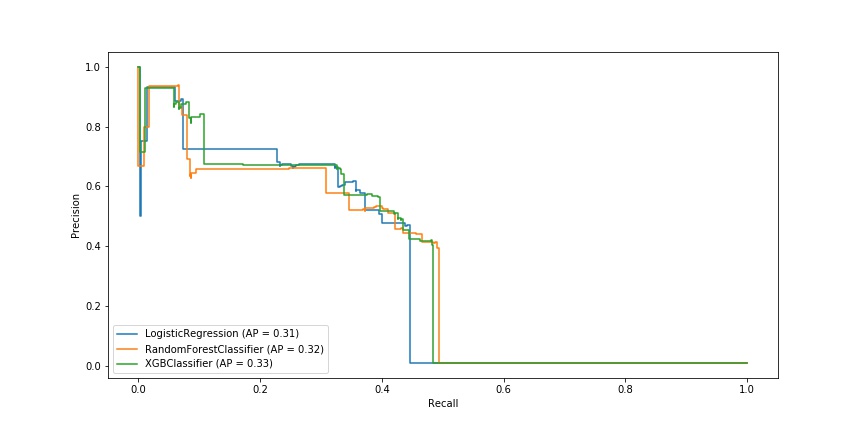 1.0
0.8
0.6
0.4
0.2
0.0
Precision
LogisticRegression (AP = 0.31)
RandomForestClassifier (AP = 0.32)
XGBClassifier (AP = 0.33)
0.0 0.2 0.4 0.6 0.8 1.0
Recall